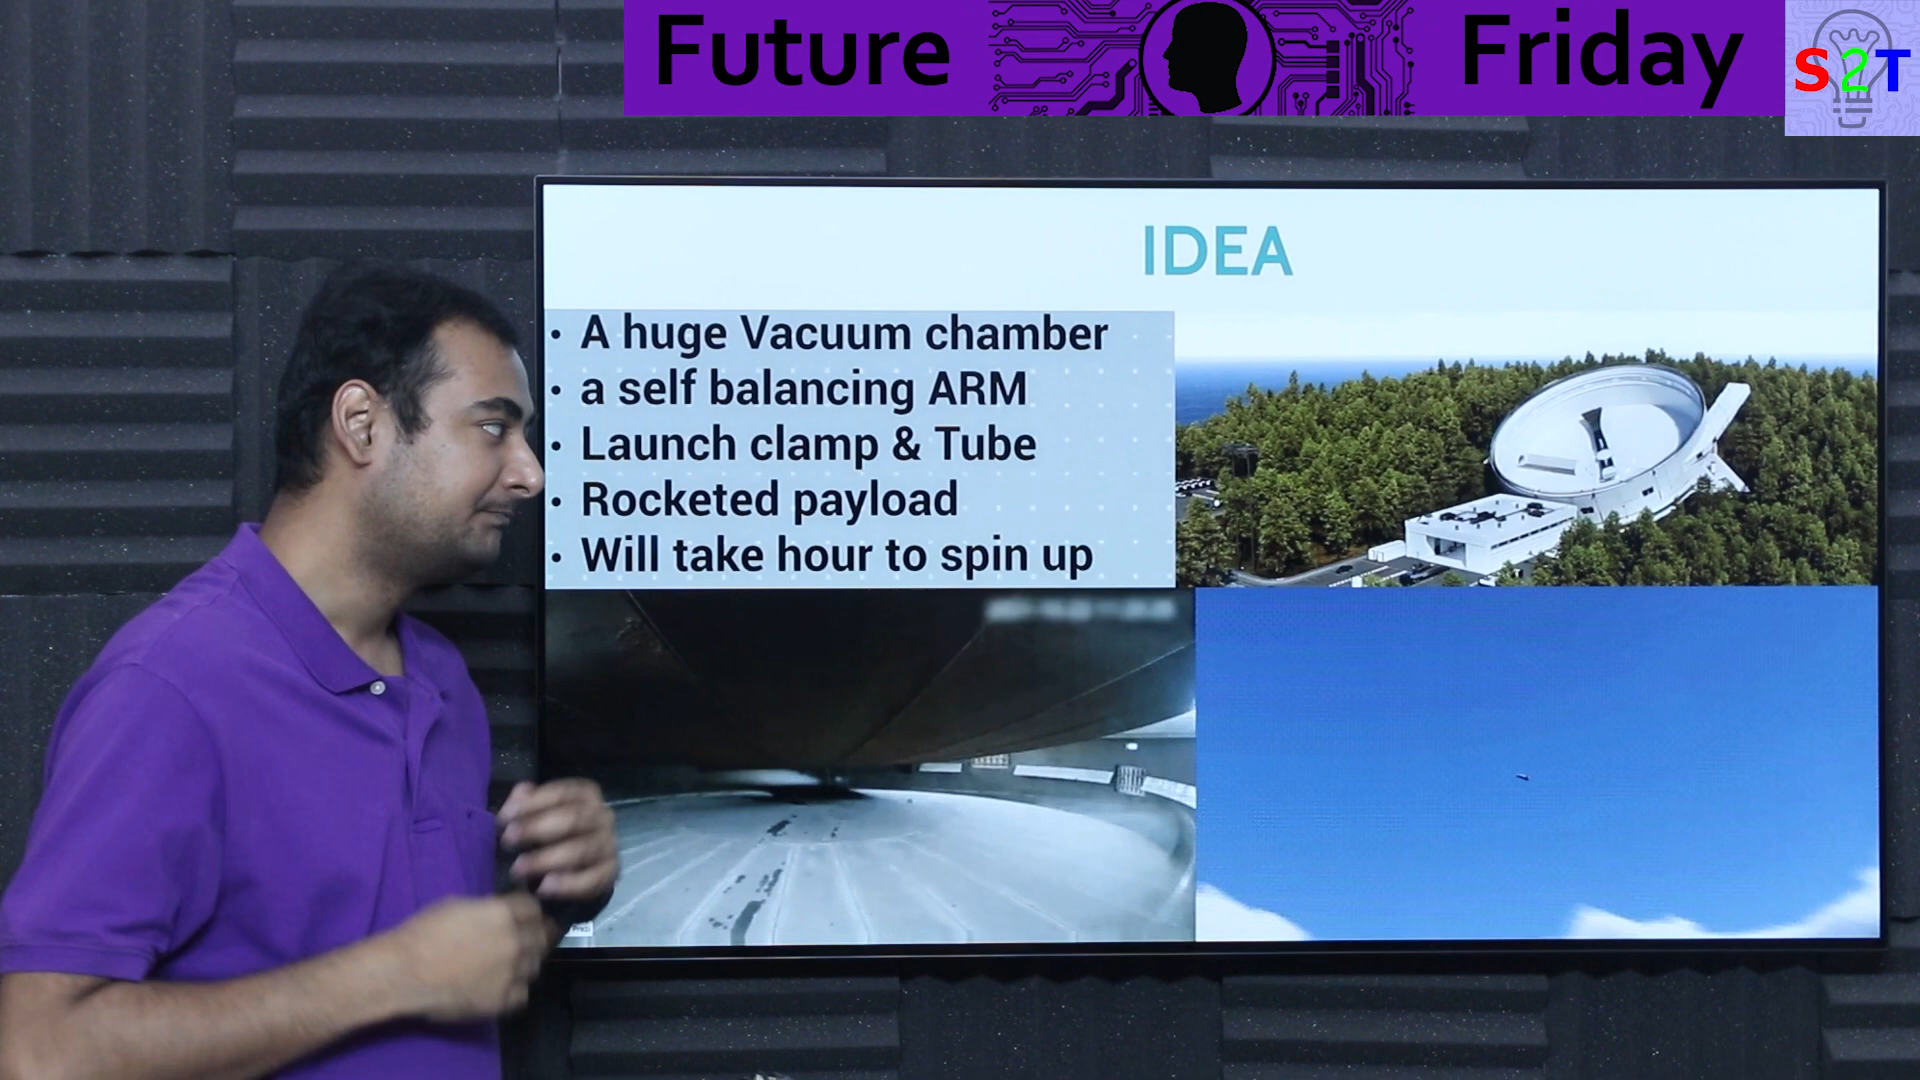 Future Friday
S2T
IDEA
• A huge Vacuum chamber
• a self balancing ARM
• Launch clamp & Tube
• Rocketed payload
• Will take hour to spin up
Prezi